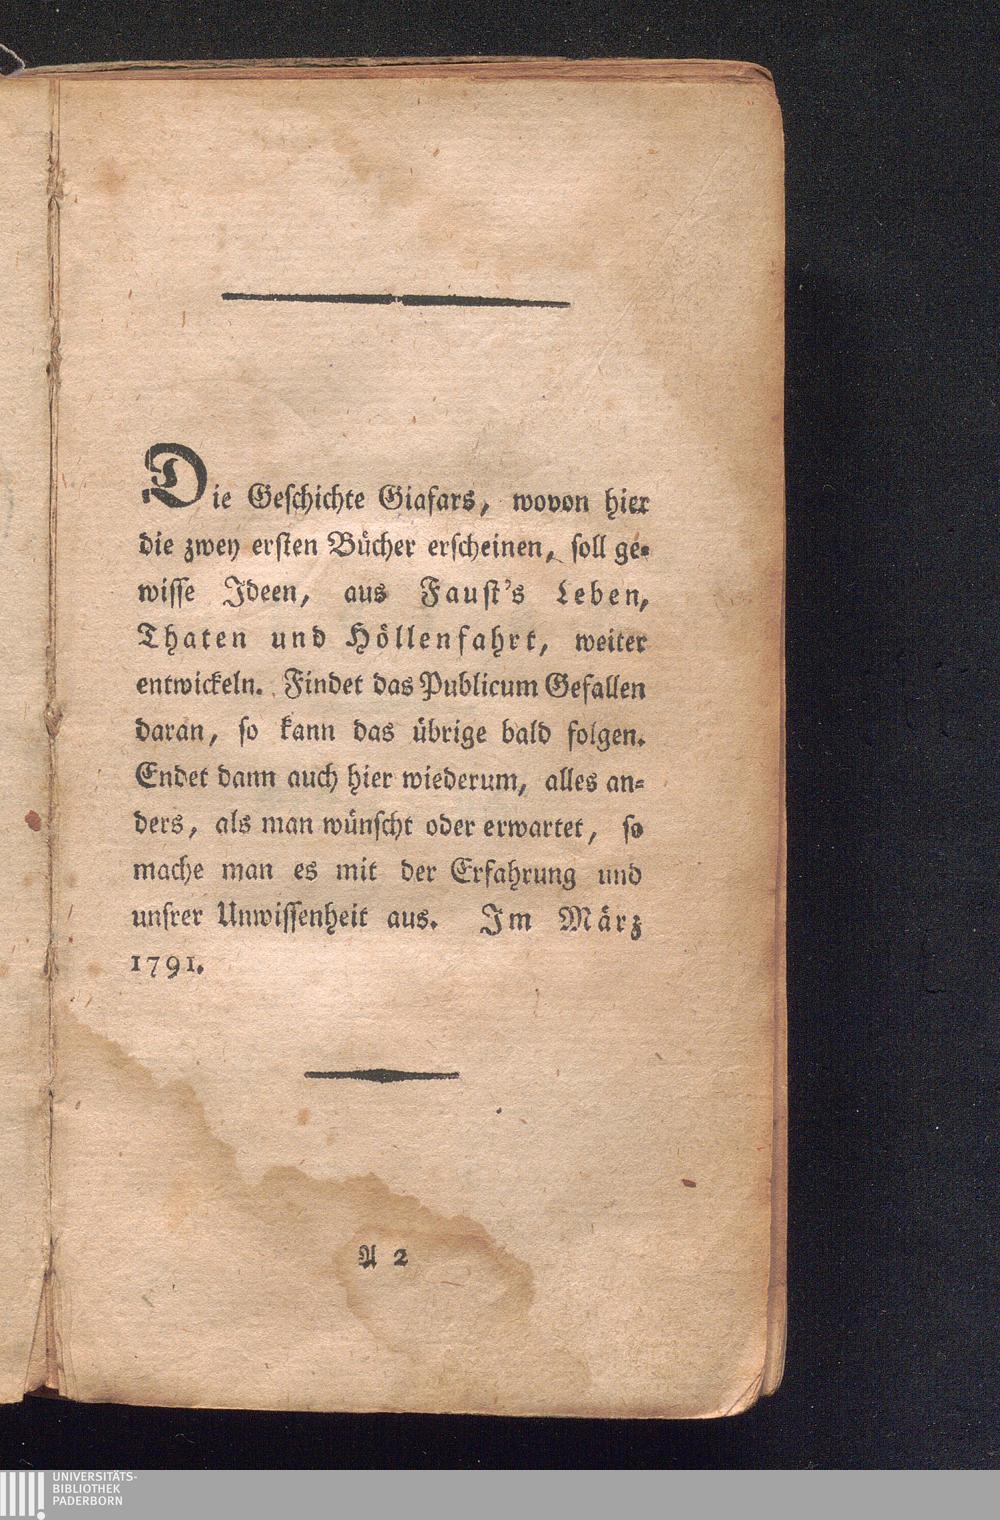 Die Geschichte Giafars, wovon hier
die zwey ersten Bücher erscheinen, soll ge-
wisse Ideen, aus Faust's Leben,
Thaten und Höllenfahrt, weiter
entwickeln. Findet das Publicum Gefallen
daran, so kann das übrige bald folgen.
Endet dann auch hier wiederum, alles an-
ders, als man wünscht oder erwartet, so
mache man es mit der Erfahrung und
unsrer Unwissenheit aus. Im März
1791.
A 2
UNIVERSITÄTS-
BIBLIOTHEK
PADERBORN